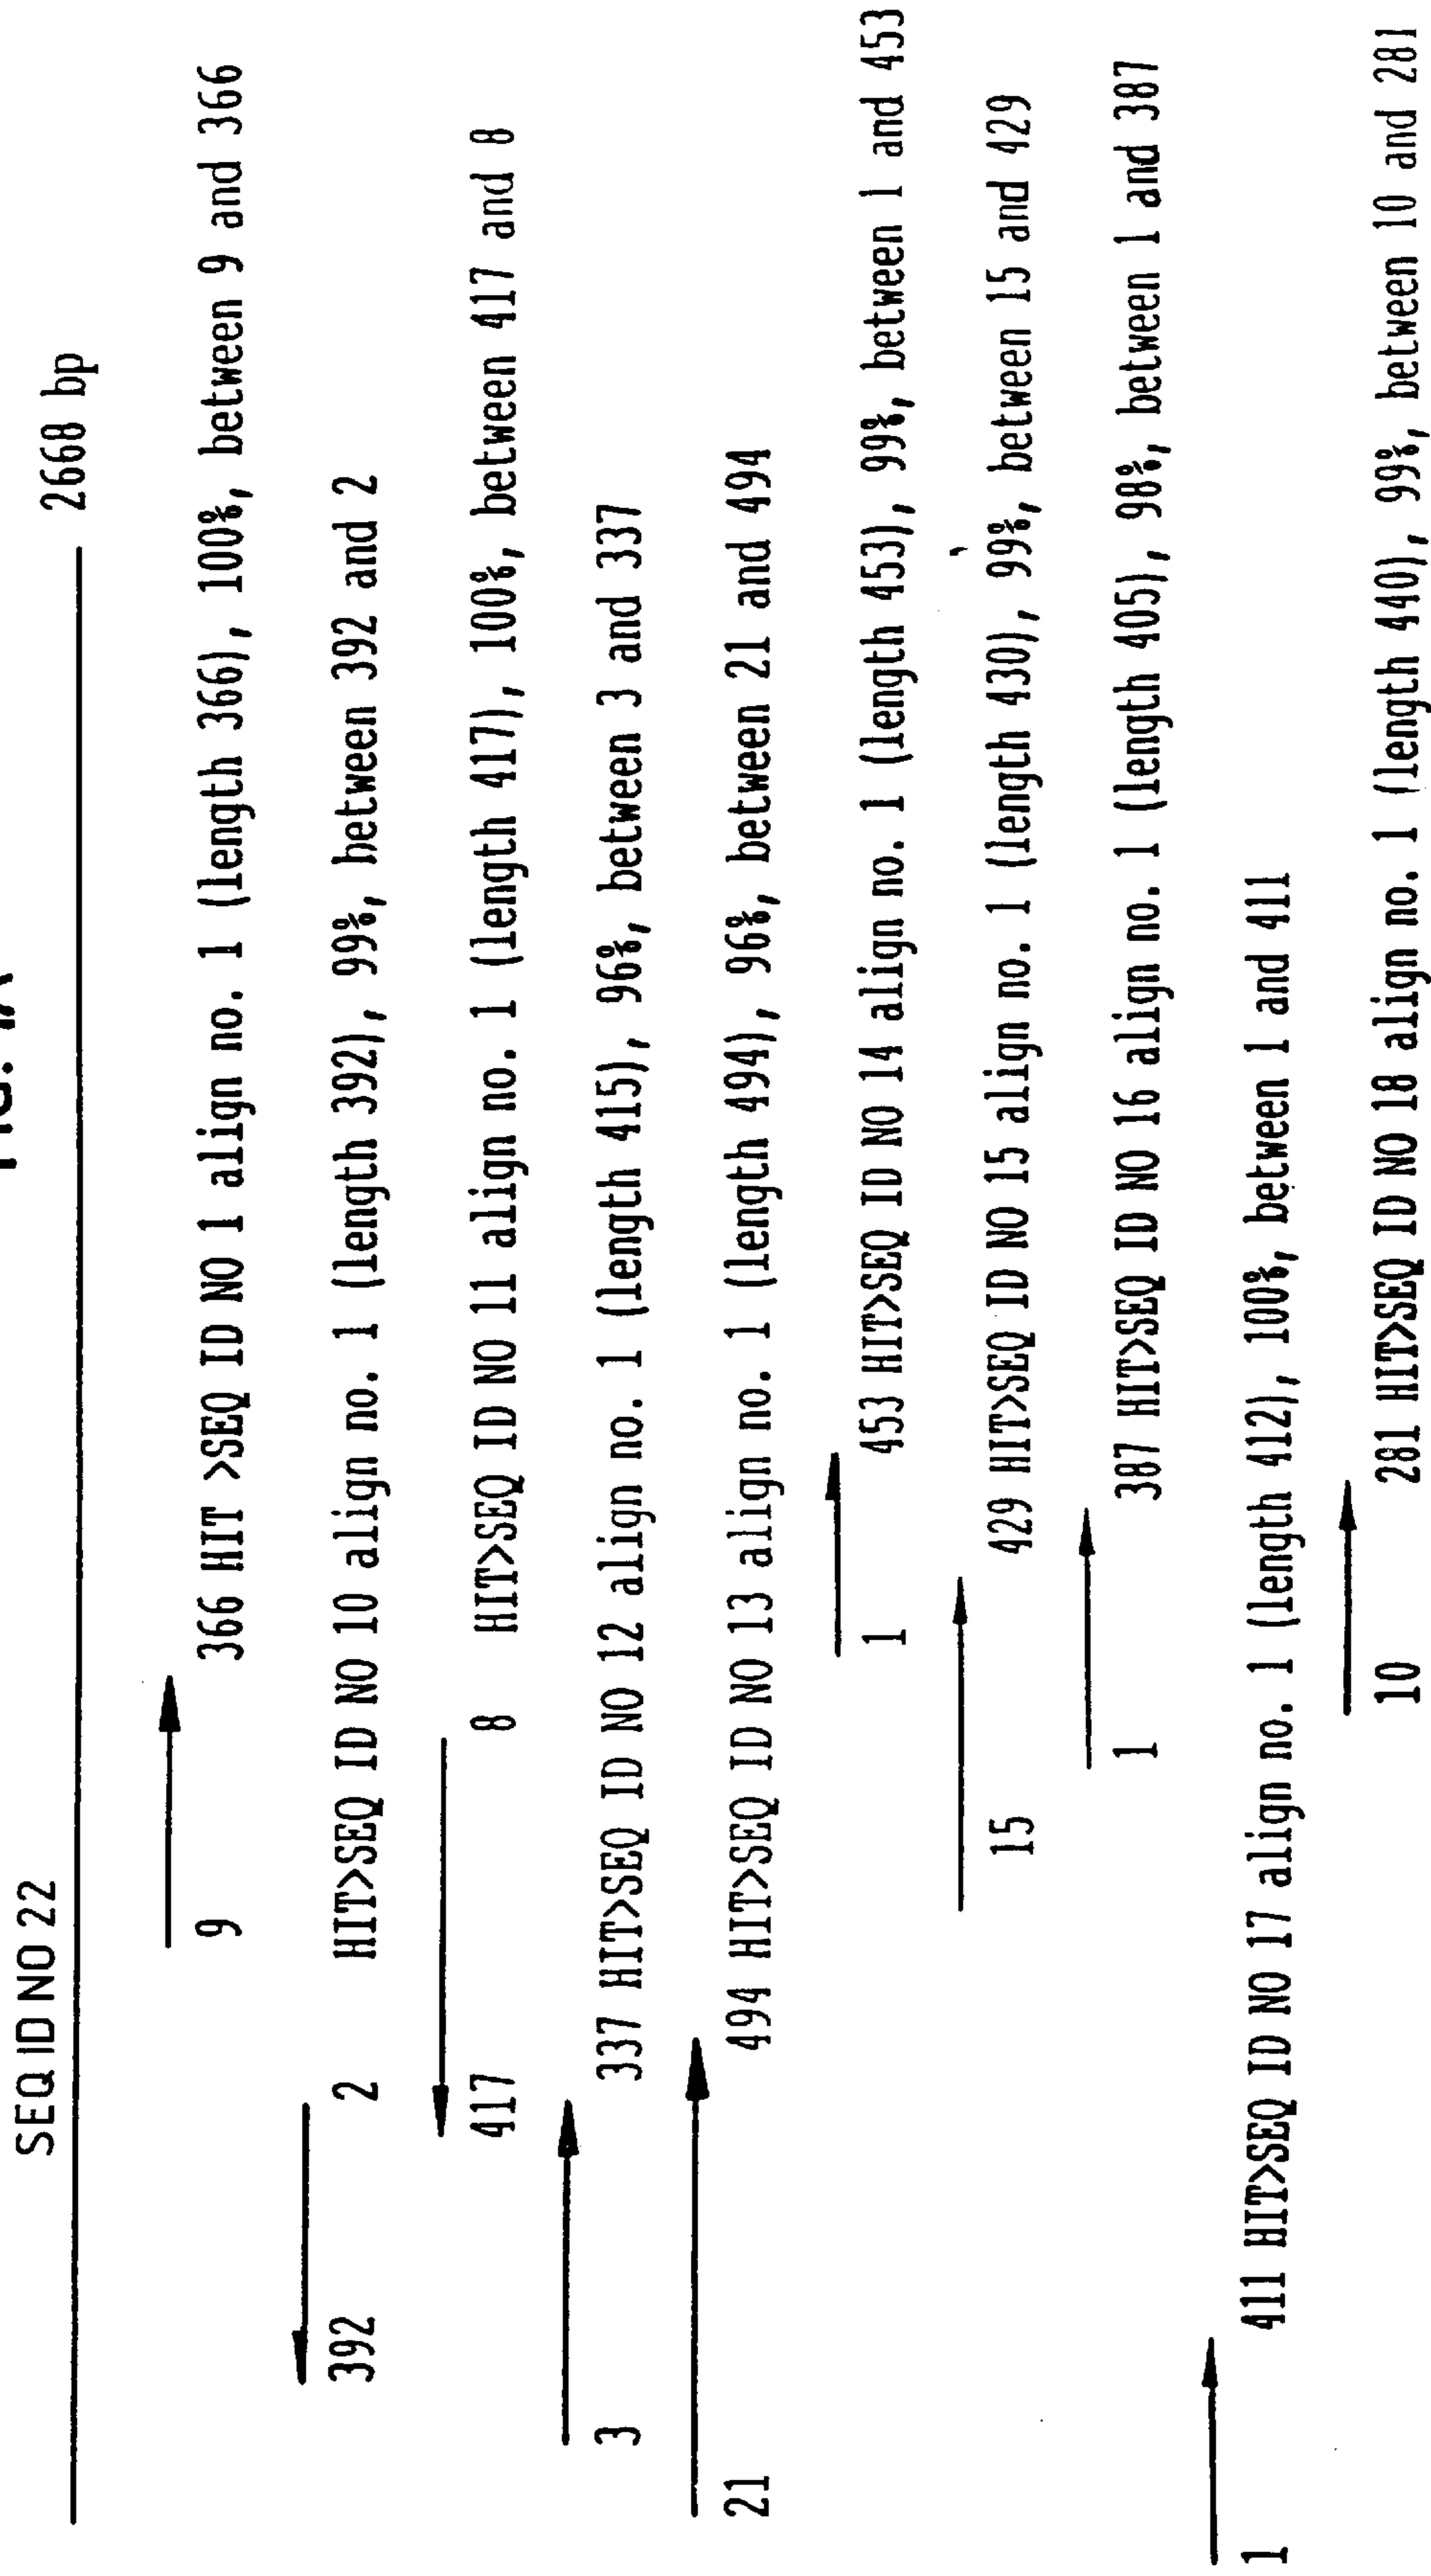 FIG. 1A
SEQ ID NO 22
2668 bp
9 366 HIT >SEQ ID NO 1 align no. 1 (length 366), 100%, between 9 and 366
392 2 HIT>SEQ ID NO 10 align no. 1 (length 392), 99%, between 392 and 2
417 8 HIT>SEQ ID NO 11 align no. 1 (length 417), 100%, between 417 and 8
3 337 HIT>SEQ ID NO 12 align no. 1 (length 415), 96%, between 3 and 337
21 494 HIT>SEQ ID NO 13 align no. 1 (length 494), 96%, between 21 and 494
1 453 HIT>SEQ ID NO 14 align no. 1 (length 453), 99%, between 1 and 453
15 429 HIT>SEQ ID NO 15 align no. 1 (length 430), 99%, between 15 and 429
1 387 HIT>SEQ ID NO 16 align no. 1 (length 405), 98%, between 1 and 387
1 411 HIT>SEQ ID NO 17 align no. 1 (length 412), 100%, between 1 and 411
10 281 HIT>SEQ ID NO 18 align no. 1 (length 440), 99%, between 10 and 281